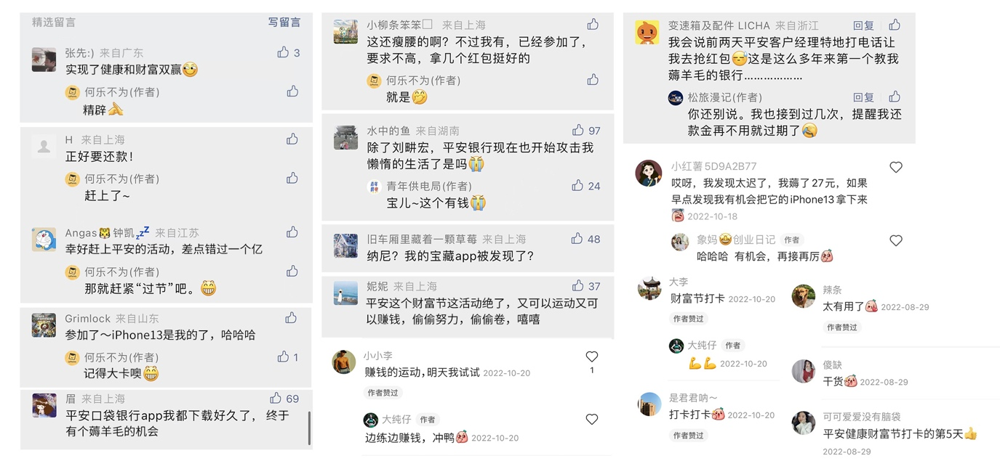 精选留言
写留言
张先:) 来自广东
3
实现了健康和财富双赢
何乐不为(作者)
精辟
H 来自上海
正好要还款！
何乐不为(作者)
赶上了~
Angas🐯钟凯💤 来自江苏
幸好赶上平安的活动，差点错过一个亿
何乐不为(作者)
那就赶紧“过节”吧。😁
Grimlock 来自山东
参加了～iPhone13是我的了，哈哈哈
何乐不为(作者)
1
记得大卡噢😁
眉 来自上海
69
平安口袋银行app我都下载好久了， 终于
有个薅羊毛的机会
小柳条笨笨□ 来自上海
这还瘦腰的啊？不过我有，已经参加了，
要求不高，拿几个红包挺好的
何乐不为(作者)
就是🤭
水中的鱼 来自湖南
97
除了刘畊宏，平安银行现在也开始攻击我
懒惰的生活了是吗😭
青年供电局(作者)
24
宝儿~这个有钱😭
旧车厢里藏着一颗草莓 来自上海
48
纳尼？我的宝藏app被发现了？
妮妮 来自上海
37
平安这个财富节这活动绝了，又可以运动又可
以赚钱，偷偷努力，偷偷卷，嘻嘻
小小李
赚钱的运动，明天我试试 2022-10-20
1
作者赞过
大纯仔 作者
边练边赚钱，冲鸭 2022-10-20
变速箱及配件 LICHA 来自浙江
回复
我会说前两天平安客户经理特地打电话让
我去抢红包😅这是这么多年来第一个教我
薅羊毛的银行………………
松旅漫记(作者)
回复
你还别说。我也接到过几次，提醒我还
款金再不用就过期了
小红薯5D9A2B77
哎呀，我发现太迟了，我薅了27元，如果
早点发现我有机会把它的iPhone13拿下来
2022-10-18
象妈🤩创业日记 作者
哈哈哈 有机会，再接再厉
大李
财富节打卡 2022-10-20
作者赞过
大纯仔 作者
💪💪 2022-10-20
是君君呐～
打卡打卡 2022-10-20
作者赞过
辣条
太有用了 2022-08-29
作者赞过
傻缺
干货 2022-08-29
可可爱爱没有脑袋
平安健康财富节打卡的第5天👍
2022-08-29